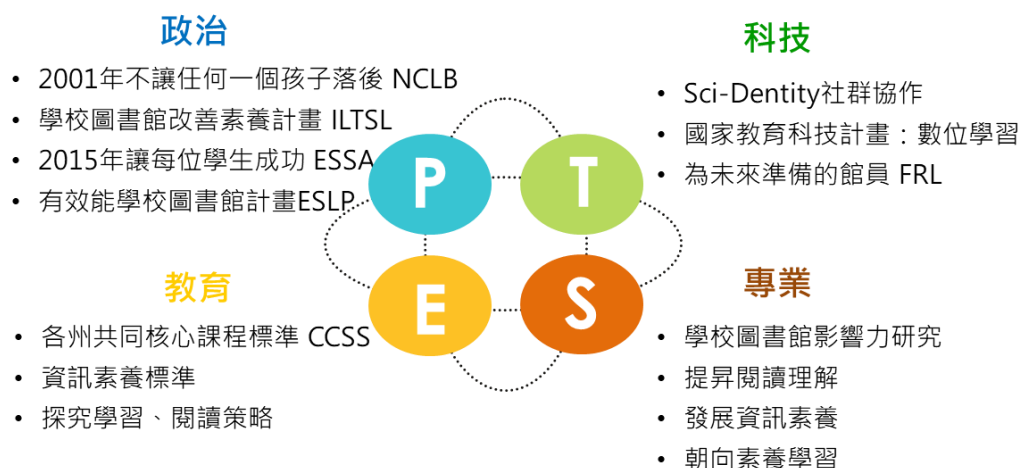 政治
• 2001年不讓任何一個孩子落後 NCLB
• 學校圖書館改善素養計畫 ILTSL
• 2015年讓每位學生成功 ESSA
• 有效能學校圖書館計畫ESLP
科技
• Sci-Dentity社群協作
• 國家教育科技計畫：數位學習
• 為未來準備的館員 FRL
P
T
E
S
教育
• 各州共同核心課程標準 CCSS
• 資訊素養標準
• 探究學習、閱讀策略
專業
• 學校圖書館影響力研究
• 提昇閱讀理解
• 發展資訊素養
• 朝向素養學習